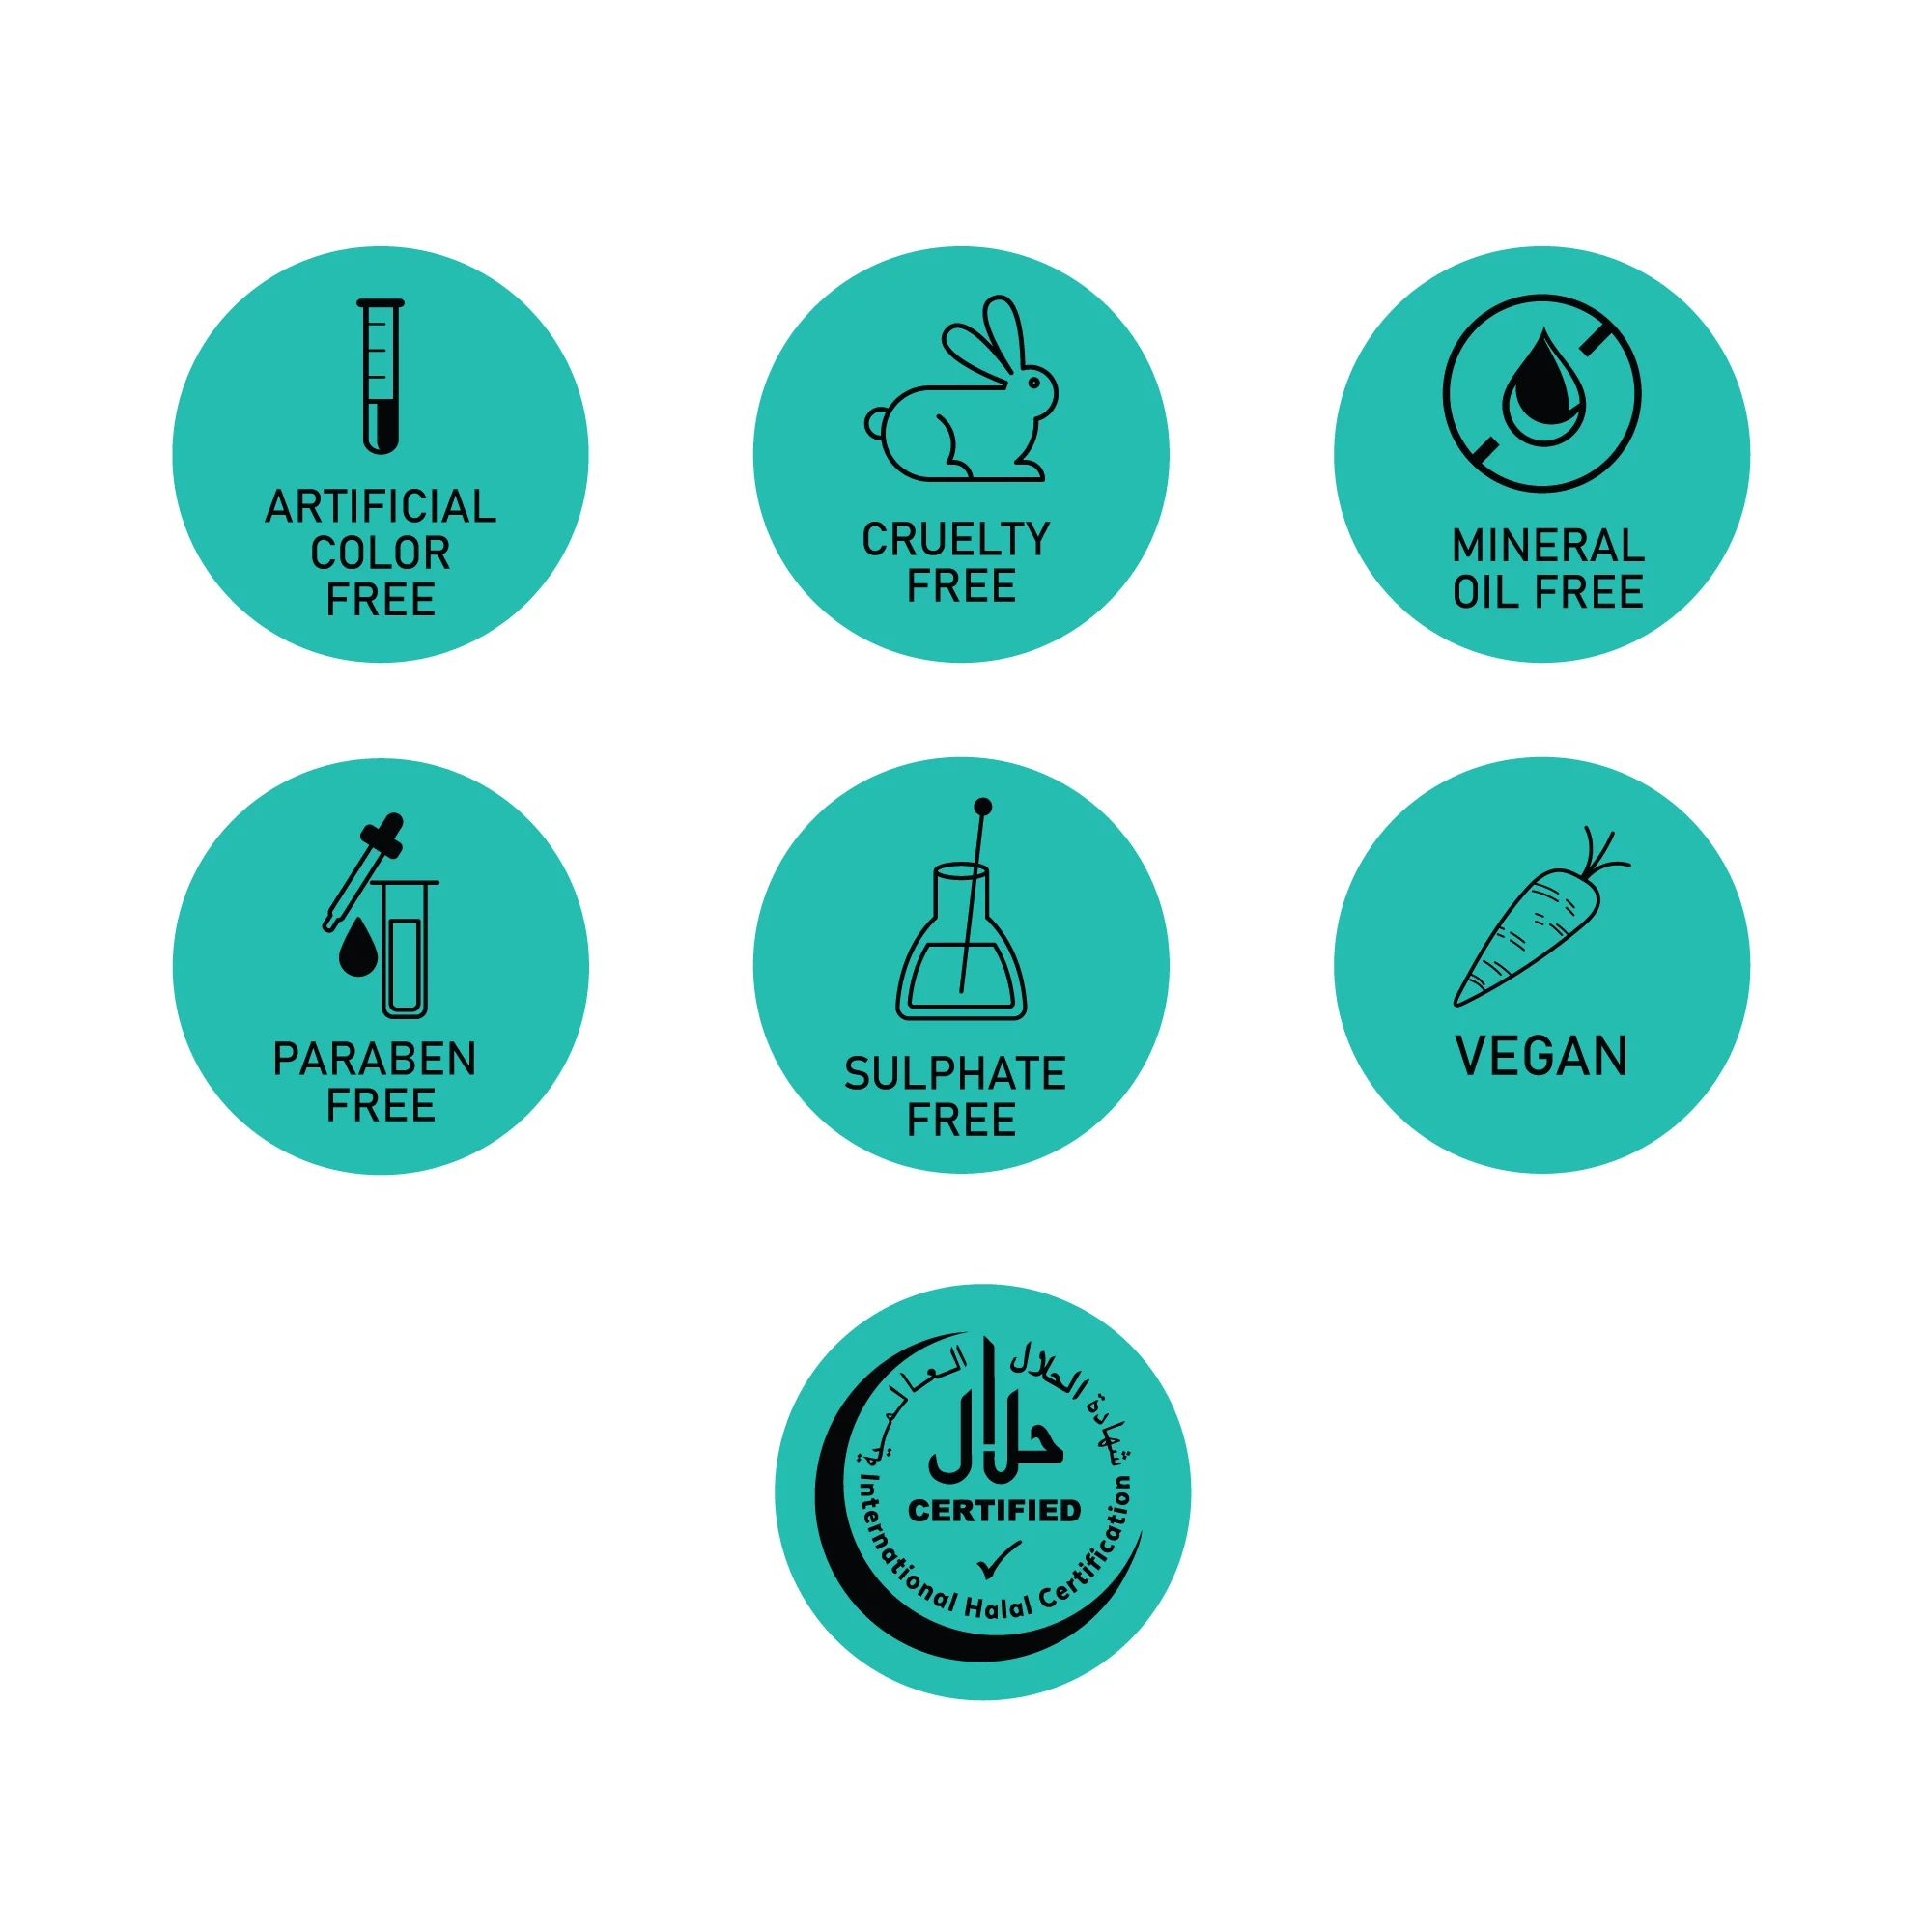 ARTIFICIAL
COLOR
FREE
CRUELTY
FREE
MINERAL
OIL FREE
PARABEN
FREE
SULPHATE
FREE
VEGAN
شهادة الحلال العالمية
حلال
CERTIFIED
International Halal Certification